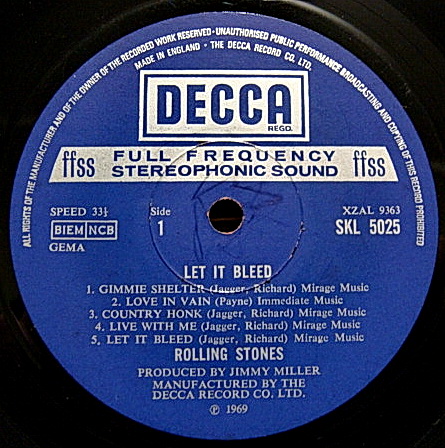 ALL RIGHTS OF THE MANUFACTURER AND OF THE OWNER OF THE RECORDED WORK RESERVED · UNAUTHORISED PUBLIC PERFORMANCE BROADCASTING AND COPYING OF THIS RECORD PROHIBITED
MADE IN ENGLAND · THE DECCA RECORD CO. LTD.
DECCA
REGD.
ffss FULL FREQUENCY ffss
STEREOPHONIC SOUND
SPEED 33⅓ Side XZAL 9363
BIEM NCB 1 SKL 5025
GEMA
LET IT BLEED
1. GIMMIE SHELTER (Jagger, Richard) Mirage Music
2. LOVE IN VAIN (Payne) Immediate Music
3. COUNTRY HONK (Jagger, Richard) Mirage Music
4. LIVE WITH ME (Jagger, Richard) Mirage Music
5. LET IT BLEED (Jagger, Richard) Mirage Music
ROLLING STONES
PRODUCED BY JIMMY MILLER
MANUFACTURED BY THE
DECCA RECORD CO. LTD.
℗ 1969